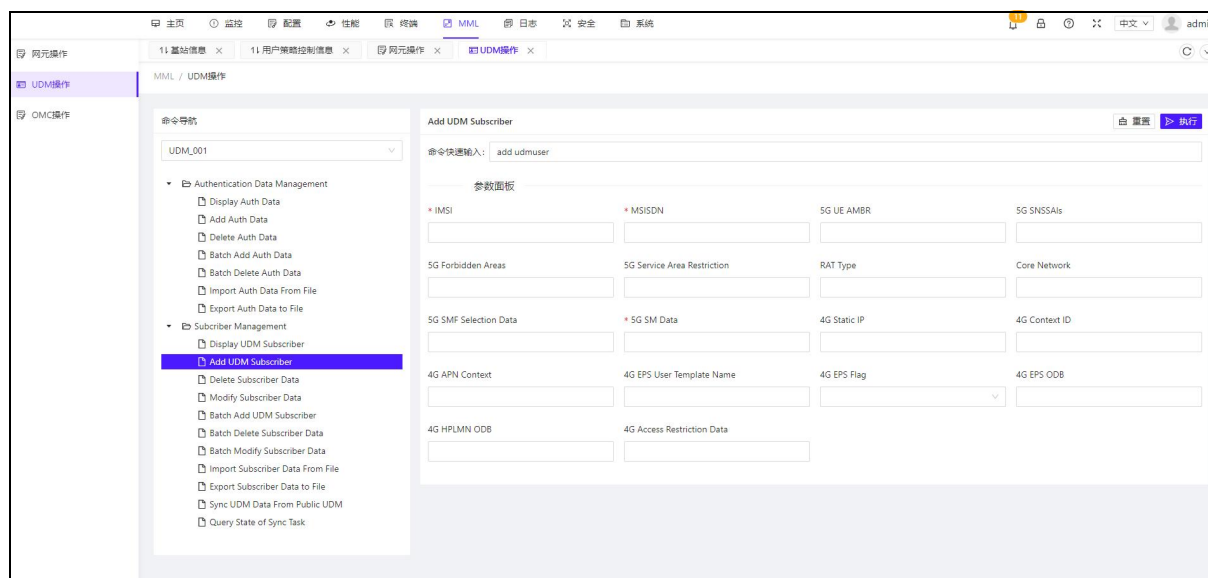 主页 监控 配置 性能 终端 MML 日志 安全 系统 11 中文 admi
网元操作
UDM操作
OMC操作
基站信息 用户策略控制信息 网元操作 UDM操作
MML / UDM操作
命令导航
UDM_001
Authentication Data Management
Display Auth Data
Add Auth Data
Delete Auth Data
Batch Add Auth Data
Batch Delete Auth Data
Import Auth Data From File
Export Auth Data to File
Subcriber Management
Display UDM Subscriber
Add UDM Subscriber
Delete Subscriber Data
Modify Subscriber Data
Batch Add UDM Subscriber
Batch Delete Subscriber Data
Batch Modify Subscriber Data
Import Subscriber Data From File
Export Subscriber Data to File
Sync UDM Data From Public UDM
Query State of Sync Task
Add UDM Subscriber 重置 执行
命令快速输入: add udmuser
参数面板
* IMSI * MSISDN 5G UE AMBR 5G SNSSAIs
5G Forbidden Areas 5G Service Area Restriction RAT Type Core Network
5G SMF Selection Data * 5G SM Data 4G Static IP 4G Context ID
4G APN Context 4G EPS User Template Name 4G EPS Flag 4G EPS ODB
4G HPLMN ODB 4G Access Restriction Data